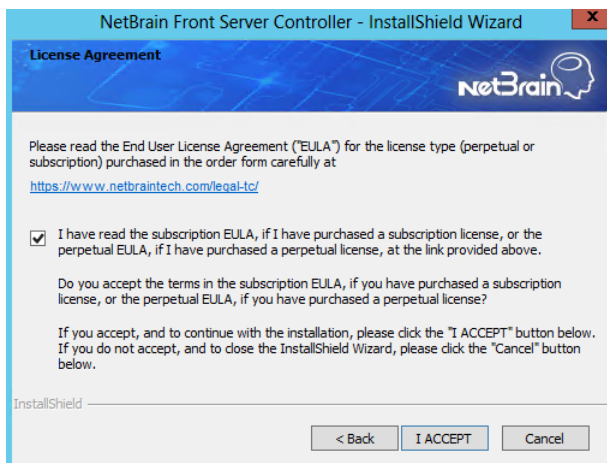 NetBrain Front Server Controller - InstallShield Wizard
x
License Agreement
NetBrain
Please read the End User License Agreement ("EULA") for the license type (perpetual or
subscription) purchased in the order form carefully at
https://www.netbraintech.com/legal-tc/
I have read the subscription EULA, if I have purchased a subscription license, or the
perpetual EULA, if I have purchased a perpetual license, at the link provided above.
Do you accept the terms in the subscription EULA, if you have purchased a subscription
license, or the perpetual EULA, if you have purchased a perpetual license?
If you accept, and to continue with the installation, please click the "I ACCEPT" button below.
If you do not accept, and to close the InstallShield Wizard, please click the "Cancel" button
below.
InstallShield
< Back I ACCEPT Cancel